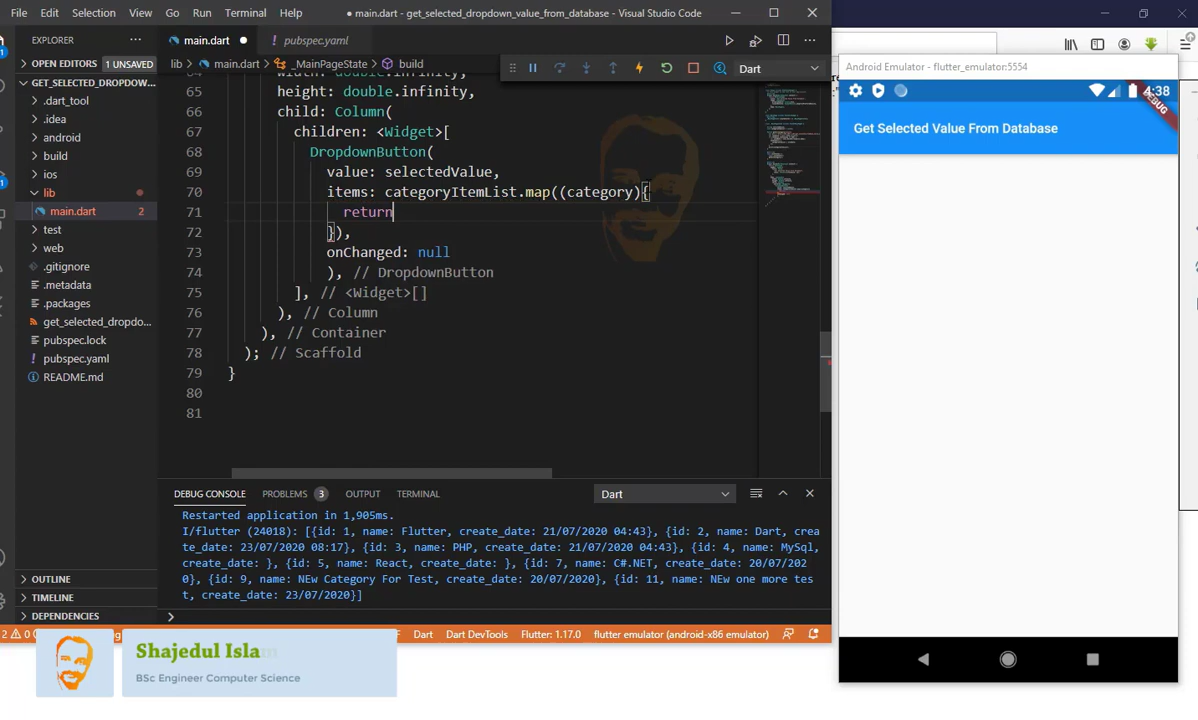 File Edit Selection View Go Run Terminal Help
● main.dart - get_selected_dropdown_value_from_database - Visual Studio Code
EXPLORER
OPEN EDITORS 1 UNSAVED
GET_SELECTED_DROPDOW...
.dart_tool
.idea
android
build
ios
lib
main.dart 2
test
web
.gitignore
.metadata
.packages
get_selected_dropdo...
pubspec.lock
! pubspec.yaml
README.md
OUTLINE
TIMELINE
DEPENDENCIES
main.dart ●
! pubspec.yaml
lib > main.dart > _MainPageState > build
Dart
65 height: double.infinity,
66 child: Column(
67 children: <Widget>[
68 DropdownButton(
69 value: selectedValue,
70 items: categoryItemList.map((category){
71 return
72 }),
73 onChanged: null
74 ), // DropdownButton
75 ], // <Widget>[]
76 ), // Column
77 ), // Container
78 ); // Scaffold
79 }
80
81
DEBUG CONSOLE PROBLEMS 3 OUTPUT TERMINAL
Dart
Restarted application in 1,905ms.
I/flutter (24018): [{id: 1, name: Flutter, create_date: 21/07/2020 04:43}, {id: 2, name: Dart, crea
te_date: 23/07/2020 08:17}, {id: 3, name: PHP, create_date: 21/07/2020 04:43}, {id: 4, name: MySql,
create_date: }, {id: 5, name: React, create_date: }, {id: 7, name: C#.NET, create_date: 20/07/202
0}, {id: 9, name: NEw Category For Test, create_date: 20/07/2020}, {id: 11, name: NEw one more tes
t, create_date: 23/07/2020}]
>
2 0
Dart Dart DevTools Flutter: 1.17.0 flutter emulator (android-x86 emulator)
Shajedul Islam
BSc Engineer Computer Science
Android Emulator - flutter_emulator:5554
4:38
DEBUG
Get Selected Value From Database